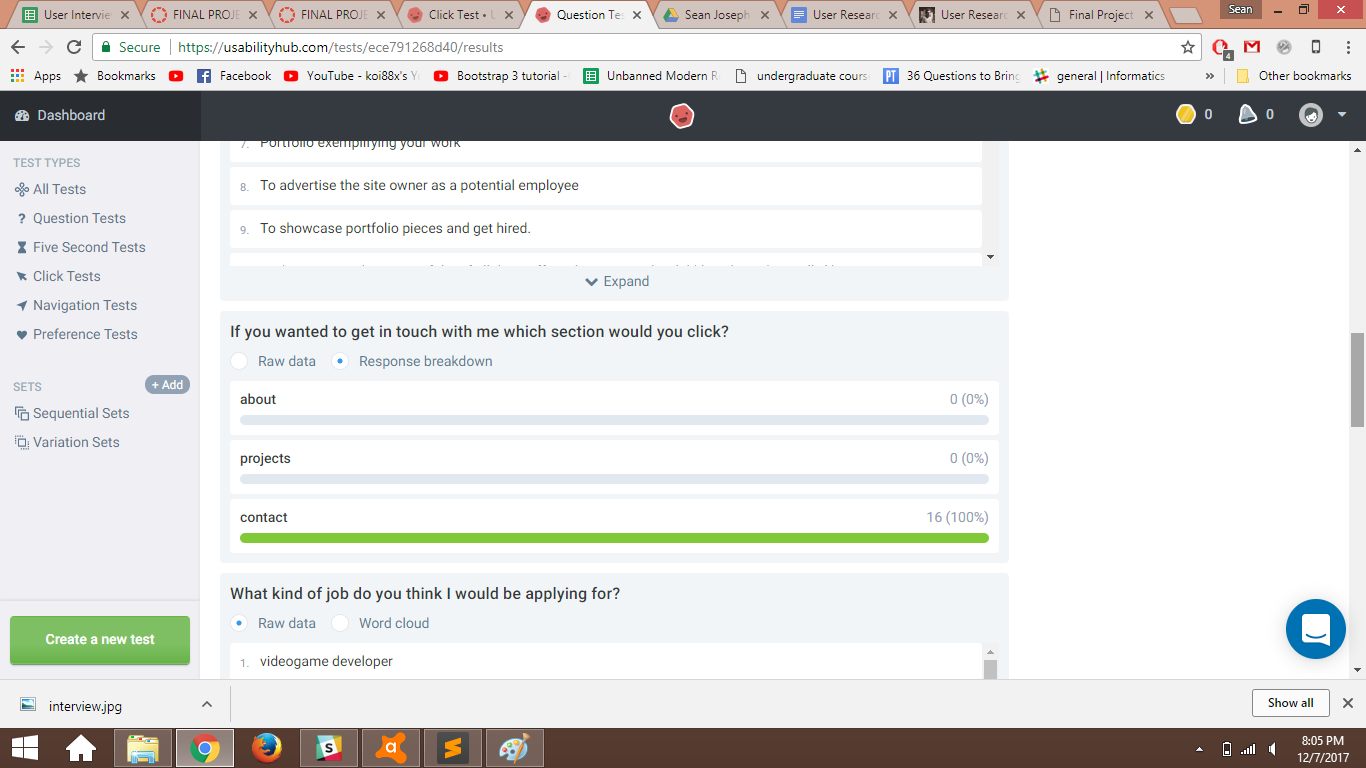 User Intervie
FINAL PROJE
FINAL PROJE
Click Test •
Question Te
Sean Joseph
User Researc
User Researc
Final Project
Sean
Secure
https://usabilityhub.com/tests/ece791268d40/results
4
Apps
Bookmarks
Facebook
YouTube - koi88x's Y
Bootstrap 3 tutorial -
Unbanned Modern R
undergraduate cours
PT
36 Questions to Bring
general | Informatics
»
Other bookmarks
Dashboard
0
0
TEST TYPES
All Tests
? Question Tests
Five Second Tests
Click Tests
Navigation Tests
Preference Tests
SETS
+ Add
Sequential Sets
Variation Sets
Create a new test
7. Portfolio exemplifying your work
8. To advertise the site owner as a potential employee
9. To showcase portfolio pieces and get hired.
Expand
If you wanted to get in touch with me which section would you click?
Raw data
Response breakdown
about 0 (0%)
projects 0 (0%)
contact 16 (100%)
What kind of job do you think I would be applying for?
Raw data
Word cloud
1. videogame developer
interview.jpg
Show all
8:05 PM
12/7/2017